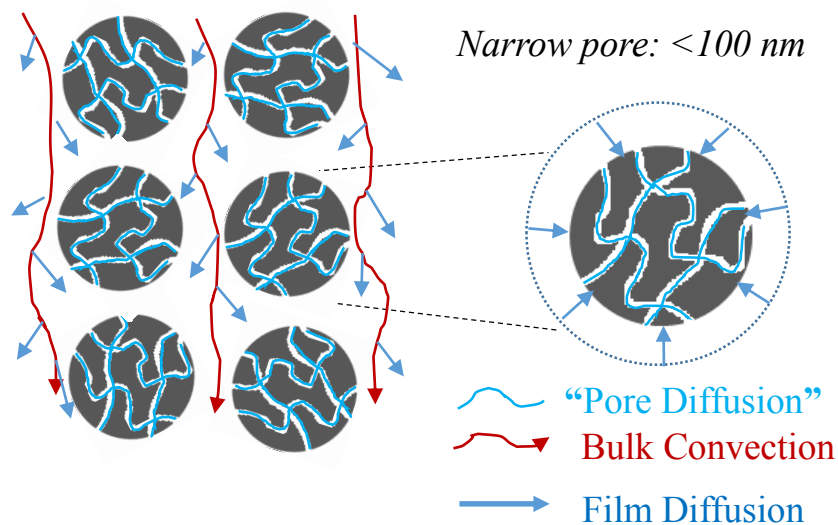 Narrow pore: <100 nm
“Pore Diffusion”
Bulk Convection
Film Diffusion